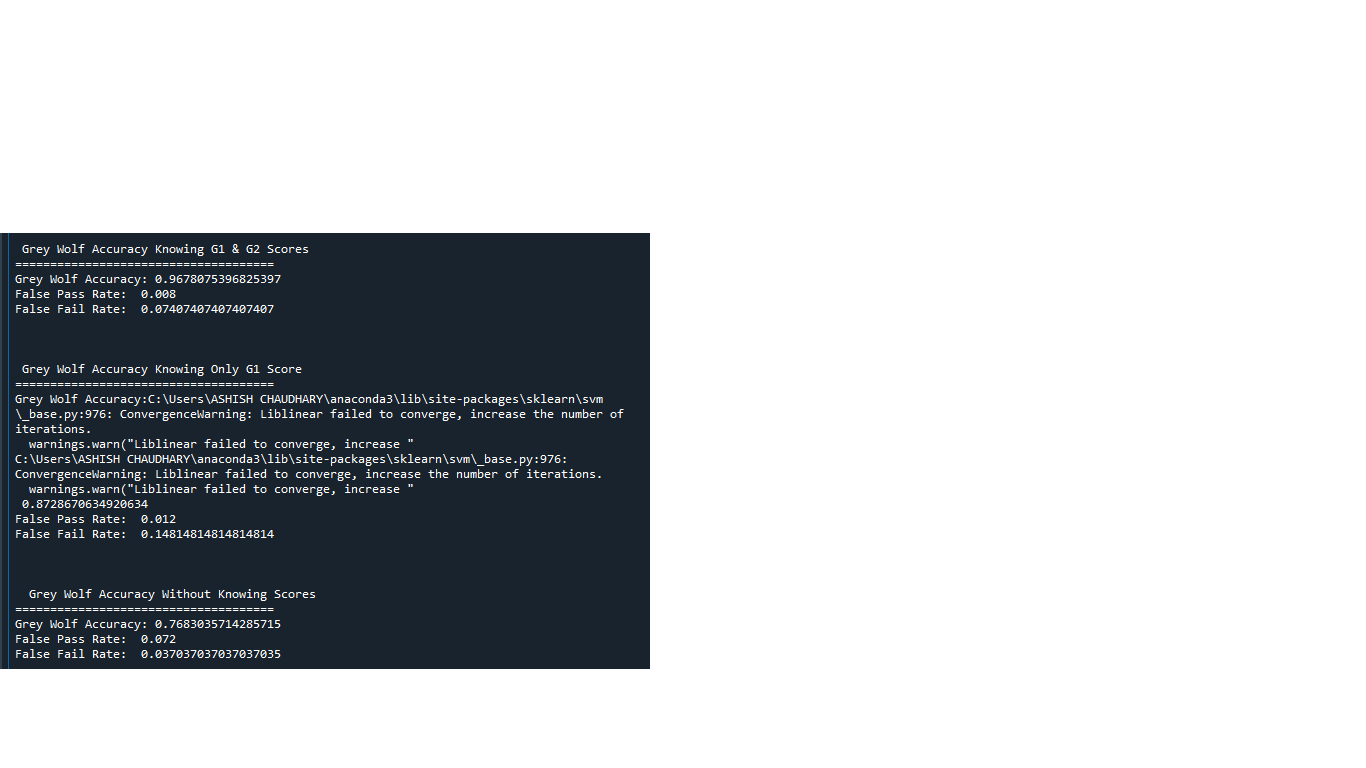 Grey Wolf Accuracy Knowing G1 & G2 Scores
=====================================
Grey Wolf Accuracy: 0.9678075396825397
False Pass Rate:  0.008
False Fail Rate:  0.07407407407407407
Grey Wolf Accuracy Knowing Only G1 Score
=====================================
Grey Wolf Accuracy:C:\Users\ASHISH CHAUDHARY\anaconda3\lib\site-packages\sklearn\svm
\_base.py:976: ConvergenceWarning: Liblinear failed to converge, increase the number of
iterations.
  warnings.warn("Liblinear failed to converge, increase "
C:\Users\ASHISH CHAUDHARY\anaconda3\lib\site-packages\sklearn\svm\_base.py:976:
ConvergenceWarning: Liblinear failed to converge, increase the number of iterations.
  warnings.warn("Liblinear failed to converge, increase "
 0.8728670634920634
False Pass Rate:  0.012
False Fail Rate:  0.14814814814814814
Grey Wolf Accuracy Without Knowing Scores
=====================================
Grey Wolf Accuracy: 0.7683035714285715
False Pass Rate:  0.072
False Fail Rate:  0.037037037037037035